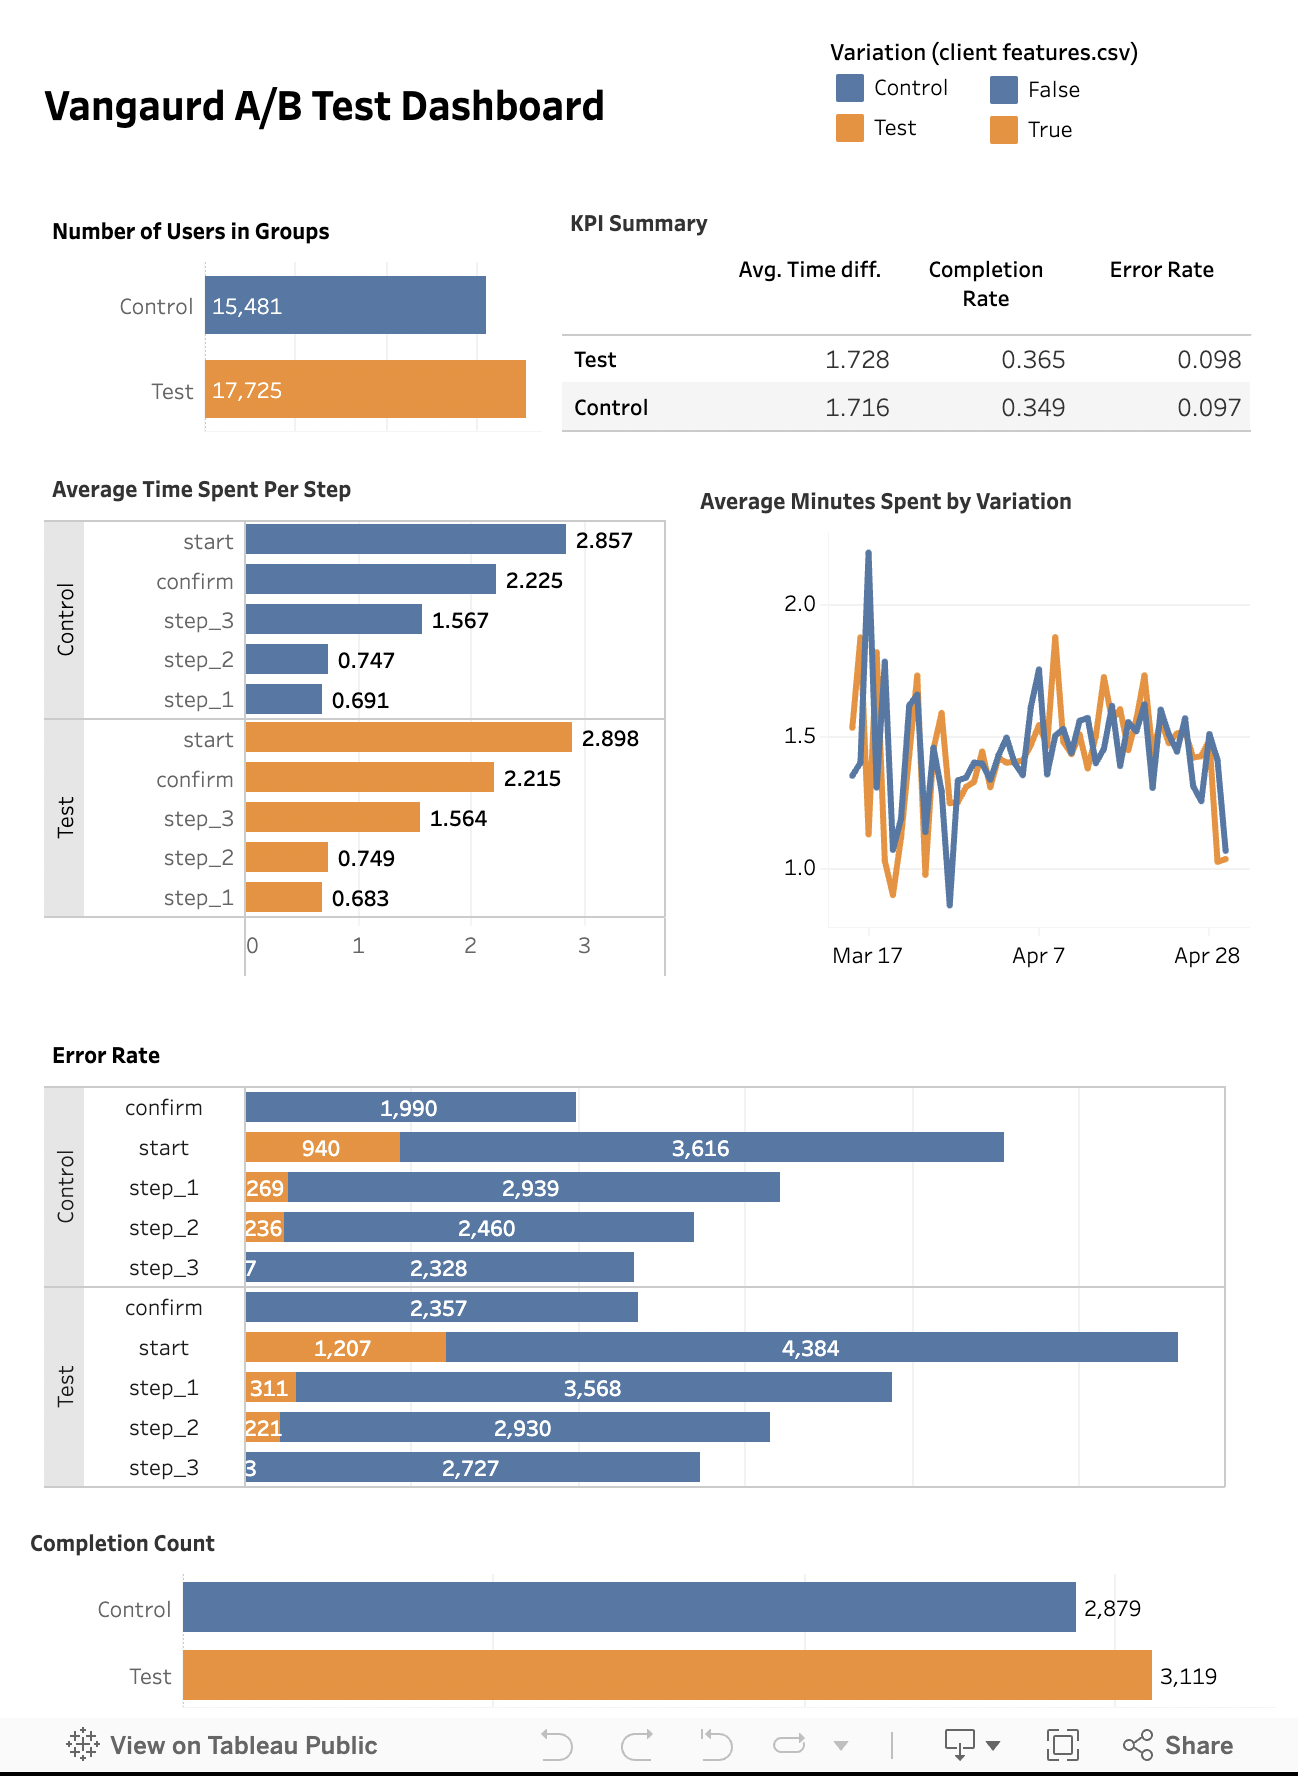 Variation (client features.csv)
Control False
Test True
Vangaurd A/B Test Dashboard
Number of Users in Groups
Control 15,481
Test 17,725
KPI Summary
Avg. Time diff. Completion Rate Error Rate
Test 1.728 0.365 0.098
Control 1.716 0.349 0.097
Average Time Spent Per Step
Control
start 2.857
confirm 2.225
step_3 1.567
step_2 0.747
step_1 0.691
Test
start 2.898
confirm 2.215
step_3 1.564
step_2 0.749
step_1 0.683
0 1 2 3
Average Minutes Spent by Variation
2.0
1.5
1.0
Mar 17 Apr 7 Apr 28
Error Rate
Control
confirm 1,990
start 940 3,616
step_1 269 2,939
step_2 236 2,460
step_3 7 2,328
Test
confirm 2,357
start 1,207 4,384
step_1 311 3,568
step_2 221 2,930
step_3 3 2,727
Completion Count
Control 2,879
Test 3,119
View on Tableau Public Share